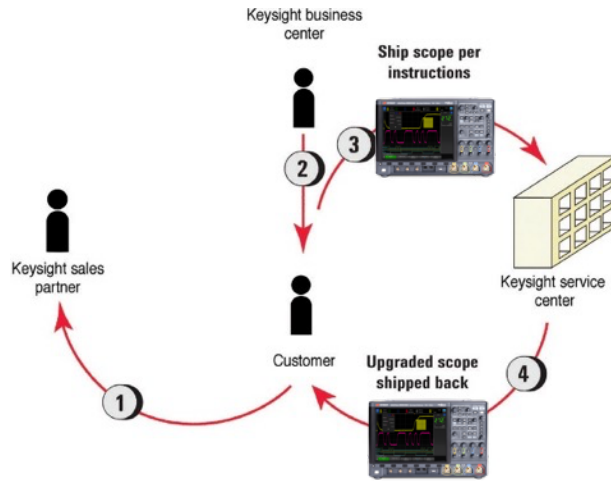 Keysight business
center
Ship scope per
instructions
3
2
Keysight sales
partner
Keysight service
center
Customer
Upgraded scope
shipped back
4
1